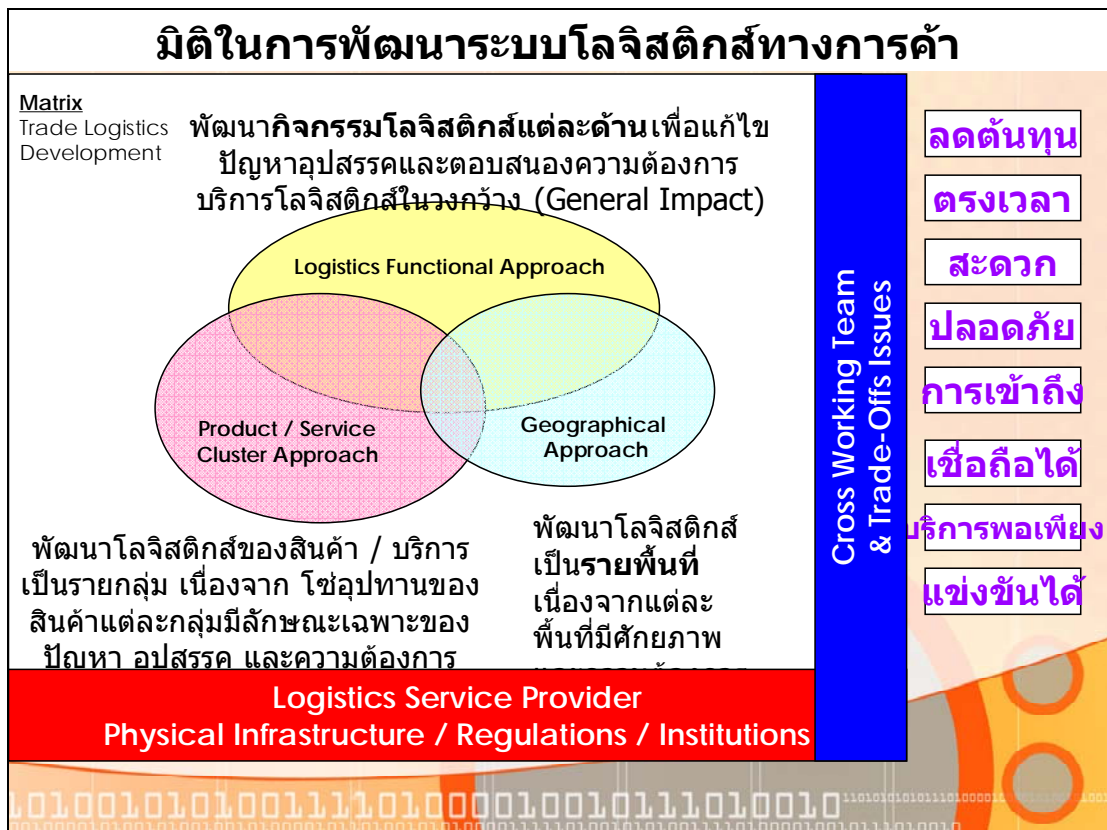 มิติในการพัฒนาระบบโลจิสติกส์ทางการค้า
Matrix
Trade Logistics
Development
พัฒนากิจกรรมโลจิสติกส์แต่ละด้านเพื่อแก้ไข
ปัญหาอุปสรรคและตอบสนองความต้องการ
บริการโลจิสติกส์ในวงกว้าง (General Impact)
Logistics Functional Approach
Product / Service
Cluster Approach
Geographical
Approach
พัฒนาโลจิสติกส์ของสินค้า / บริการ
เป็นรายกลุ่ม เนื่องจาก โซ่อุปทานของ
สินค้าแต่ละกลุ่มมีลักษณะเฉพาะของ
ปัญหา อุปสรรค และความต้องการ
พัฒนาโลจิสติกส์
เป็นรายพื้นที่
เนื่องจากแต่ละ
พื้นที่มีศักยภาพ
Logistics Service Provider
Physical Infrastructure / Regulations / Institutions
Cross Working Team
& Trade-Offs Issues
ลดต้นทุน
ตรงเวลา
สะดวก
ปลอดภัย
การเข้าถึง
เชื่อถือได้
บริการพอเพียง
แข่งขันได้